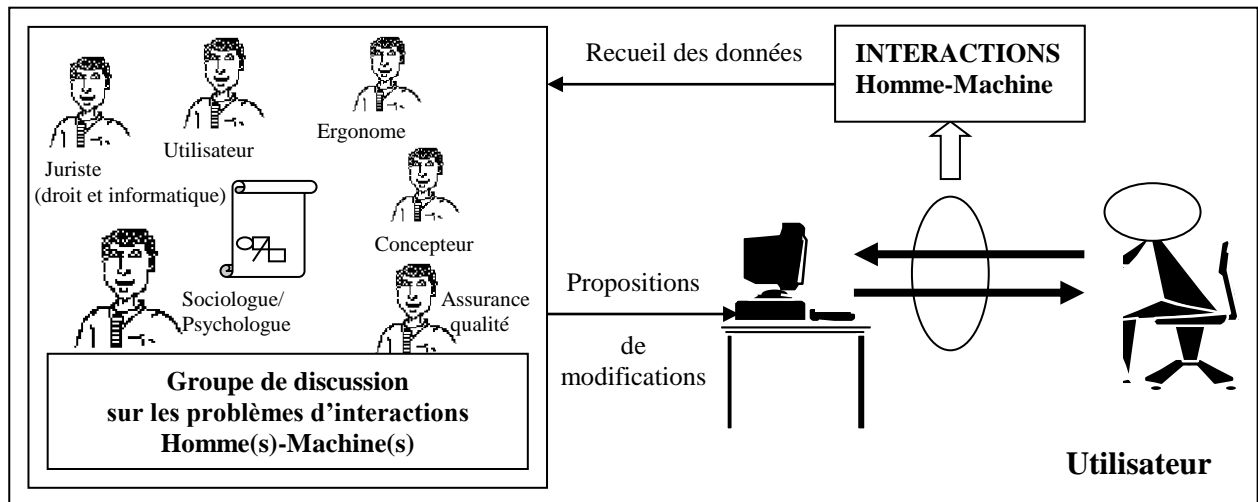 Juriste
(droit et informatique)
Utilisateur
Ergonome
Concepteur
Sociologue/
Psychologue
Assurance
qualité
Groupe de discussion
sur les problèmes d’interactions
Homme(s)-Machine(s)
Recueil des données
Propositions
de
modifications
INTERACTIONS
Homme-Machine
Utilisateur